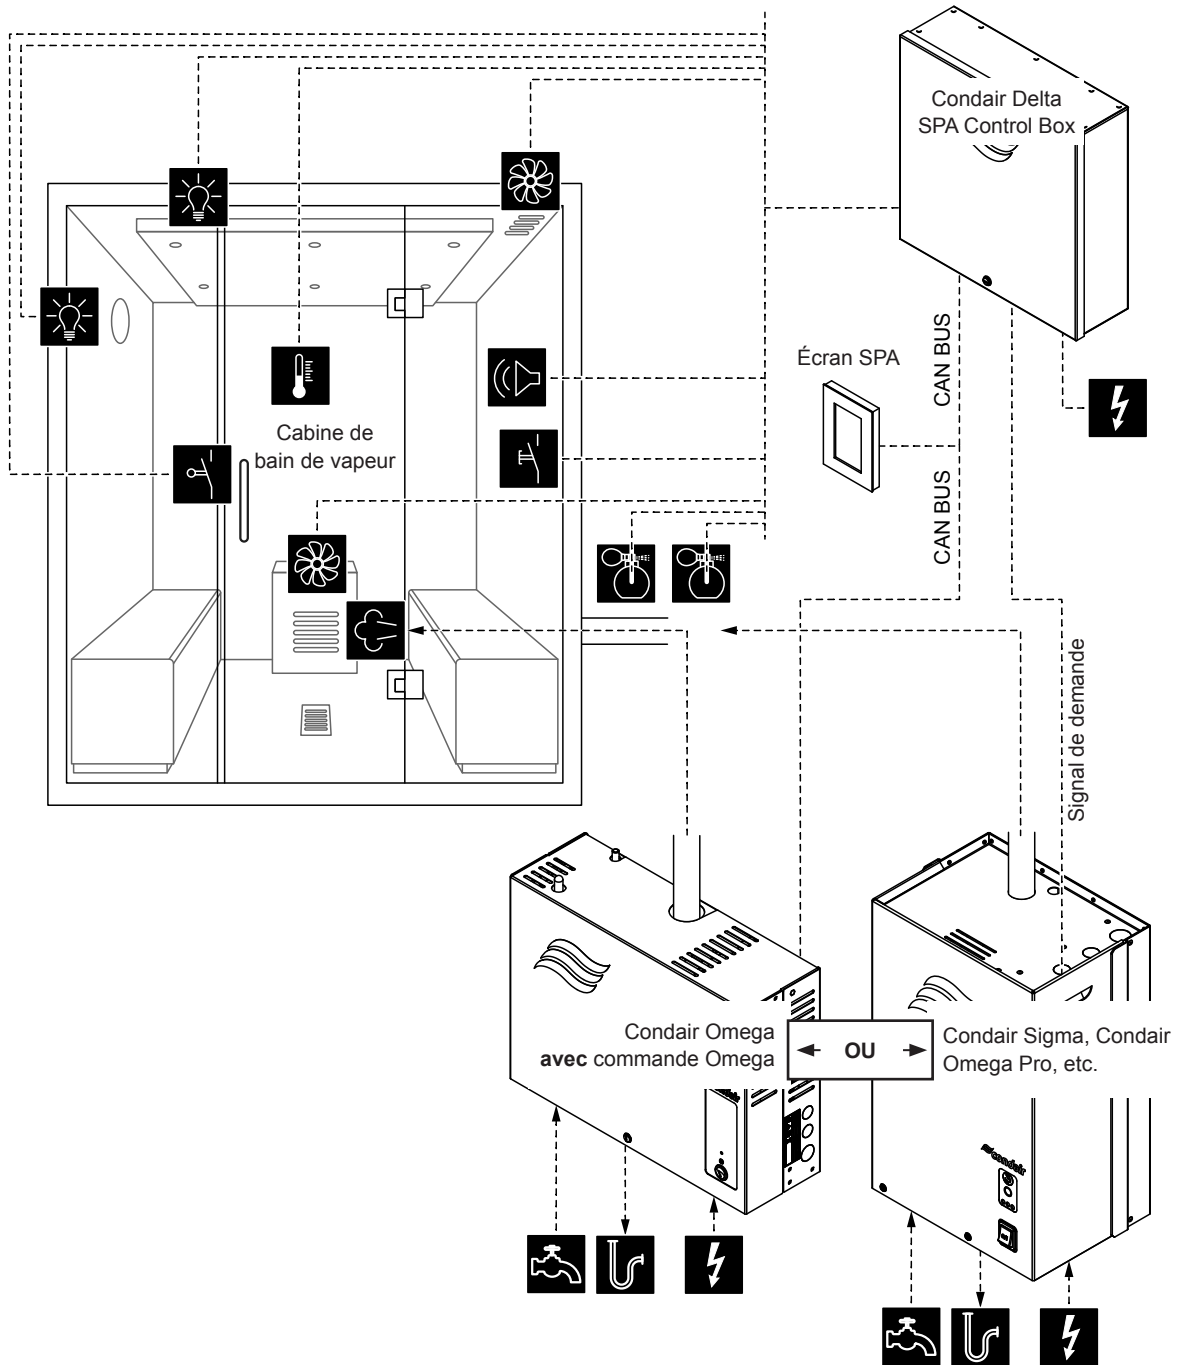 Condair Delta
SPA Control Box
Écran SPA
CAN BUS
CAN BUS
Cabine de
bain de vapeur
Signal de demande
Condair Omega
avec commande Omega
OU
Condair Sigma, Condair
Omega Pro, etc.
condair